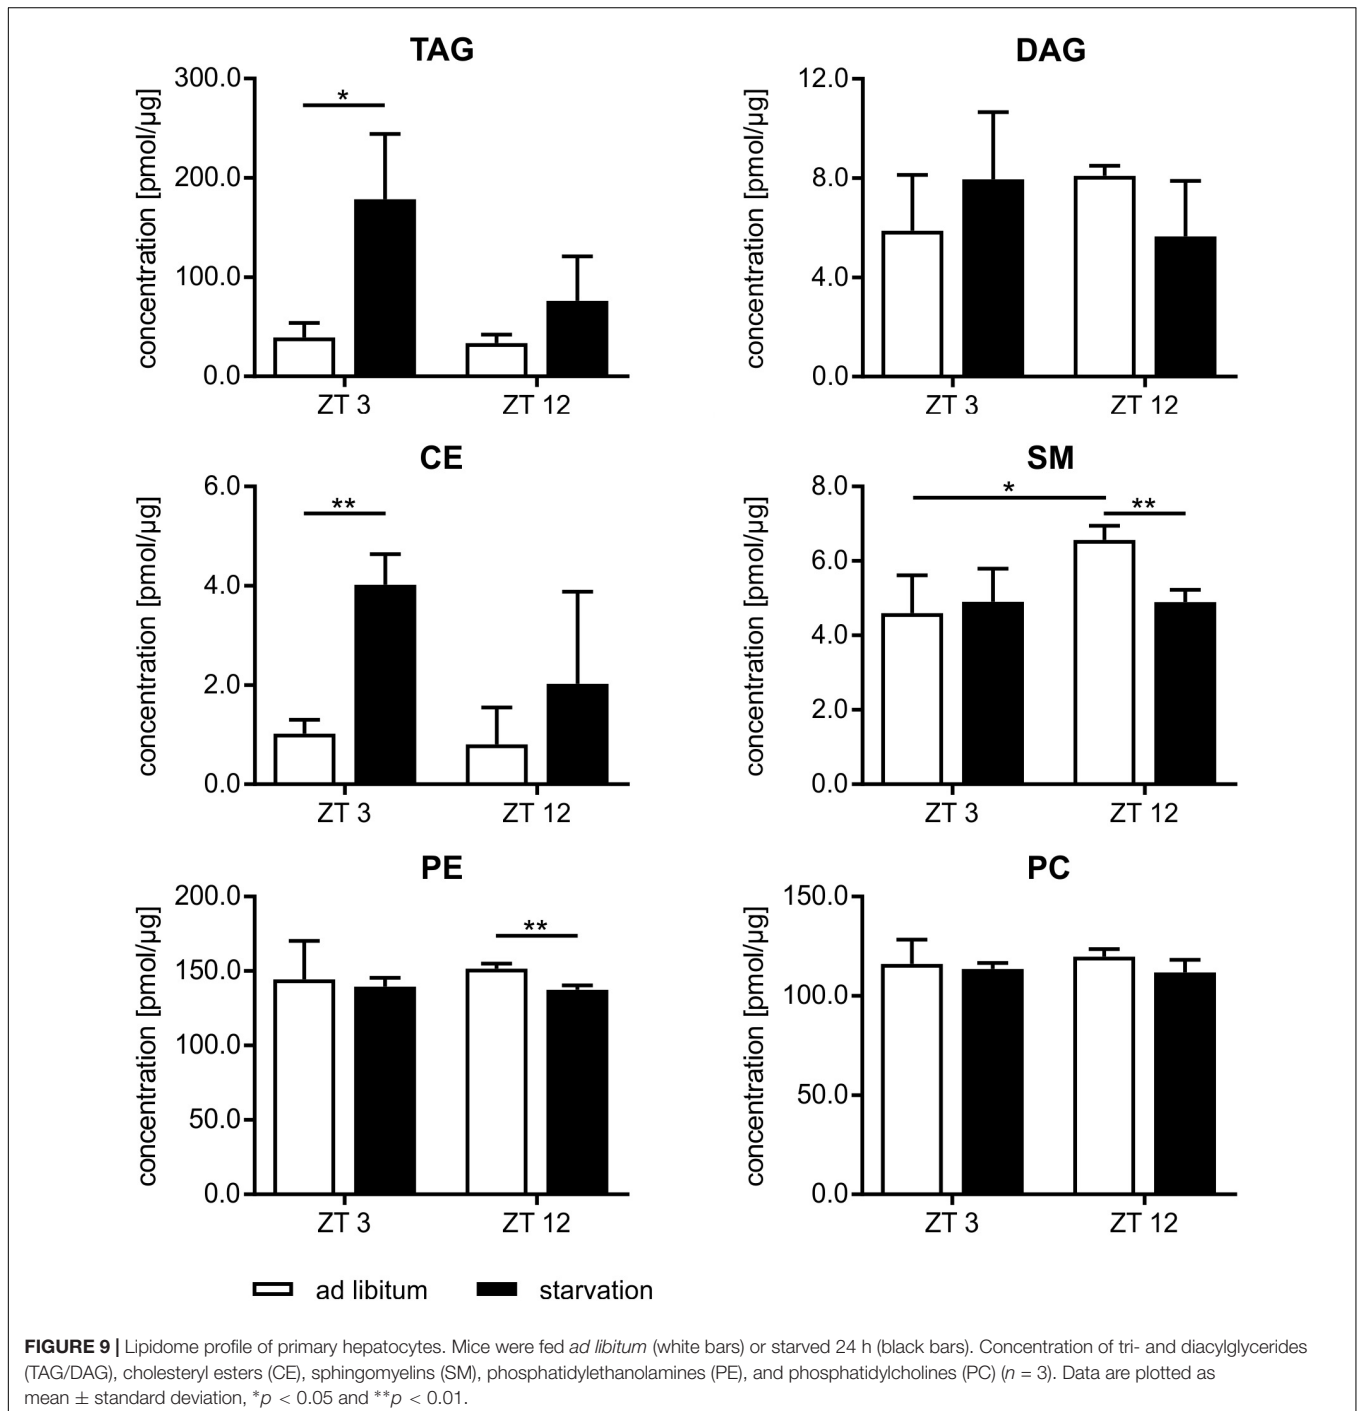 TAG
concentration [pmol/µg]
300.0
200.0
100.0
0.0
*
ZT 3
ZT 12
DAG
concentration [pmol/µg]
12.0
8.0
4.0
0.0
ZT 3
ZT 12
CE
concentration [pmol/µg]
6.0
4.0
2.0
0.0
**
ZT 3
ZT 12
SM
concentration [pmol/µg]
8.0
6.0
4.0
2.0
0.0
*
**
ZT 3
ZT 12
PE
concentration [pmol/µg]
200.0
150.0
100.0
50.0
0.0
**
ZT 3
ZT 12
PC
concentration [pmol/µg]
150.0
100.0
50.0
0.0
ZT 3
ZT 12
ad libitum
starvation
FIGURE 9 | Lipidome profile of primary hepatocytes. Mice were fed ad libitum (white bars) or starved 24 h (black bars). Concentration of tri- and diacylglycerides
(TAG/DAG), cholesteryl esters (CE), sphingomyelins (SM), phosphatidylethanolamines (PE), and phosphatidylcholines (PC) (n = 3). Data are plotted as
mean ± standard deviation, *p < 0.05 and **p < 0.01.